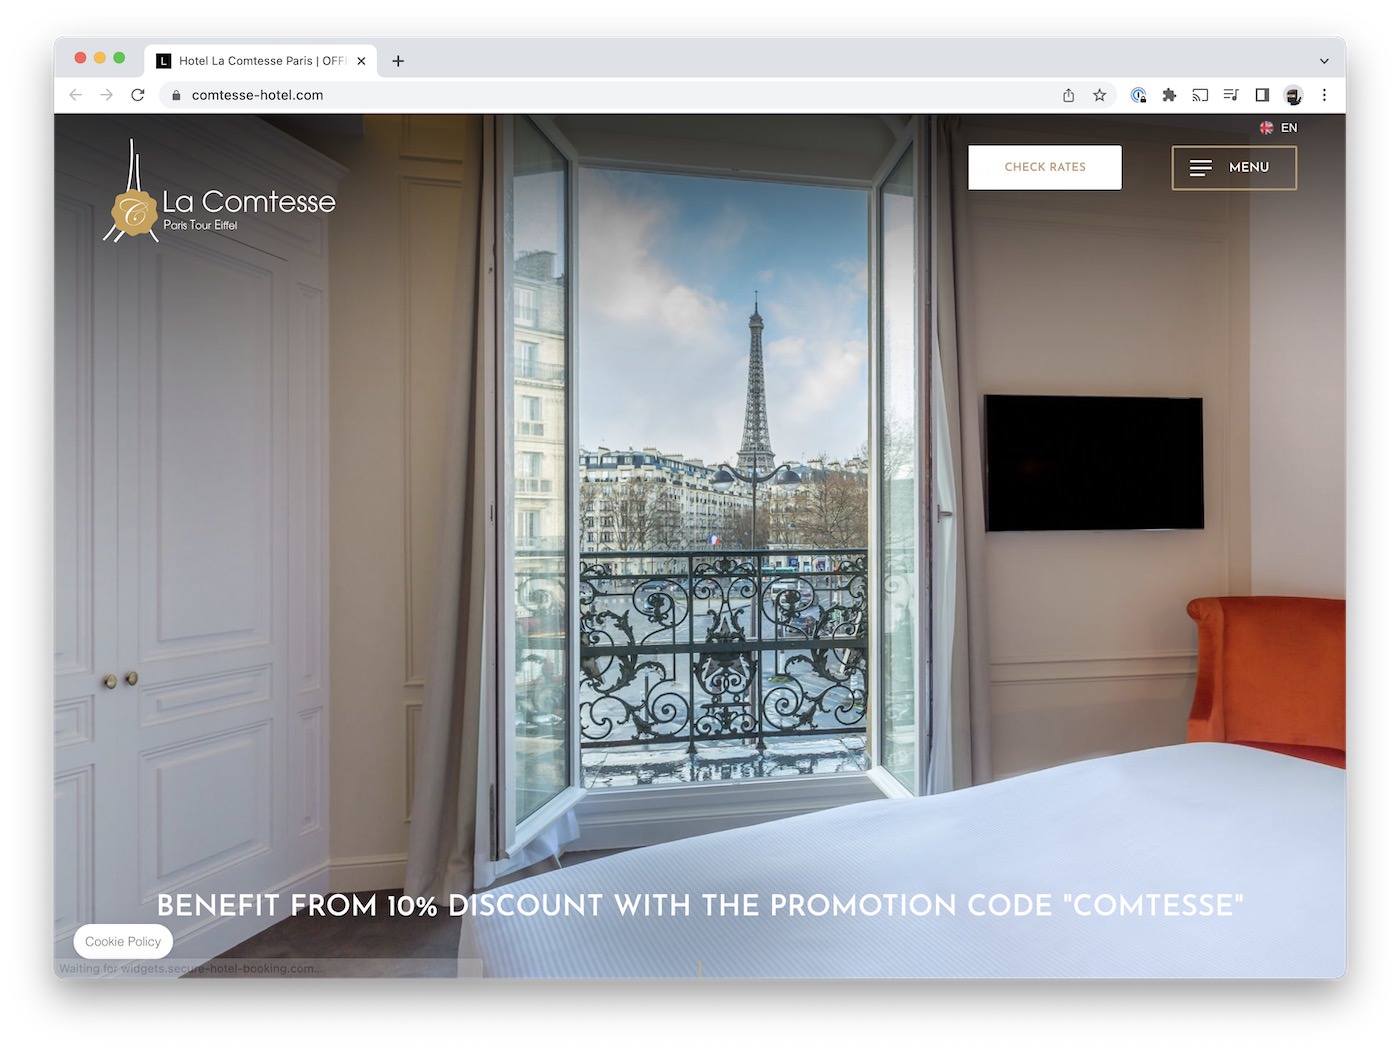 L
Hotel La Comtesse Paris | OFF
comtesse-hotel.com
EN
CHECK RATES
MENU
C
La Comtesse
Paris Tour Eiffel
BENEFIT FROM 10% DISCOUNT WITH THE PROMOTION CODE "COMTESSE"
Cookie Policy
Waiting for widgets.secure-hotel-booking.com...